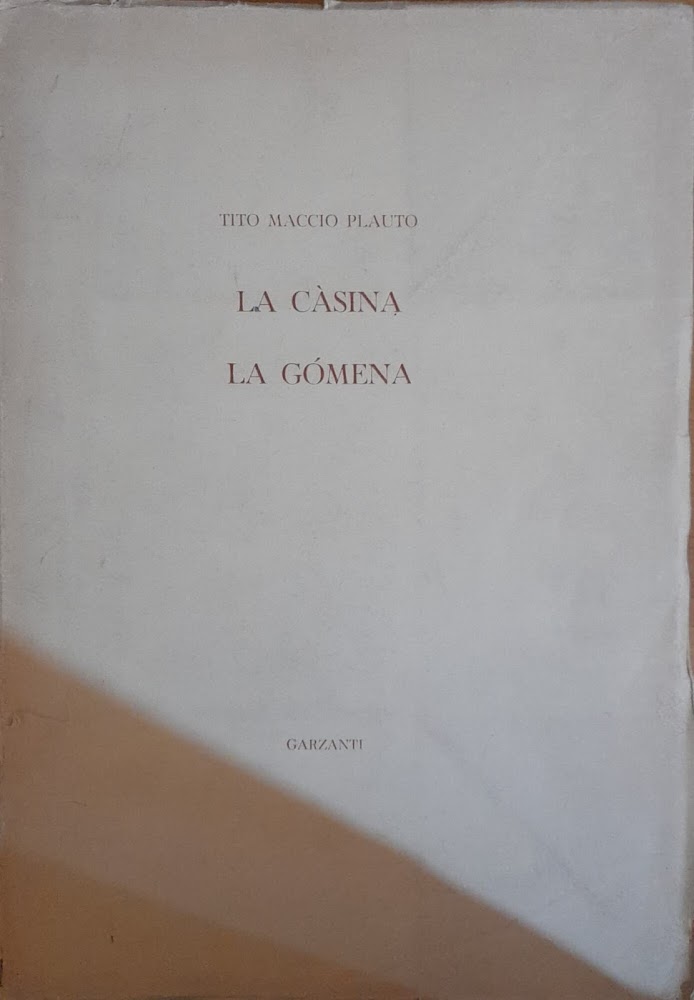 TITO MACCIO PLAUTO
LA CÀSINA
LA GÓMENA
GARZANTI